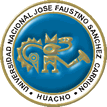 UNIVERSIDAD NACIONAL JOSE FAUSTINO SANCHEZ CARRION
• HUACHO •